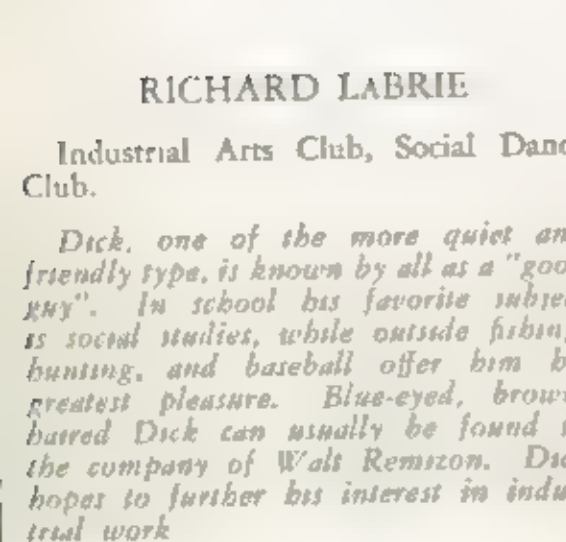 RICHARD LABRIE
Industrial Arts Club, Social Danc
Club.
Dick, one of the more quiet an
friendly type, is known by all as a "goo
guy". In school his favorite subje
is social studies, while outside fishin
hunting, and baseball offer him h
greatest pleasure. Blue-eyed, brow
haired Dick can usually be found
the company of Walt Remizon. Di
hopes to further his interest in indu
trial work